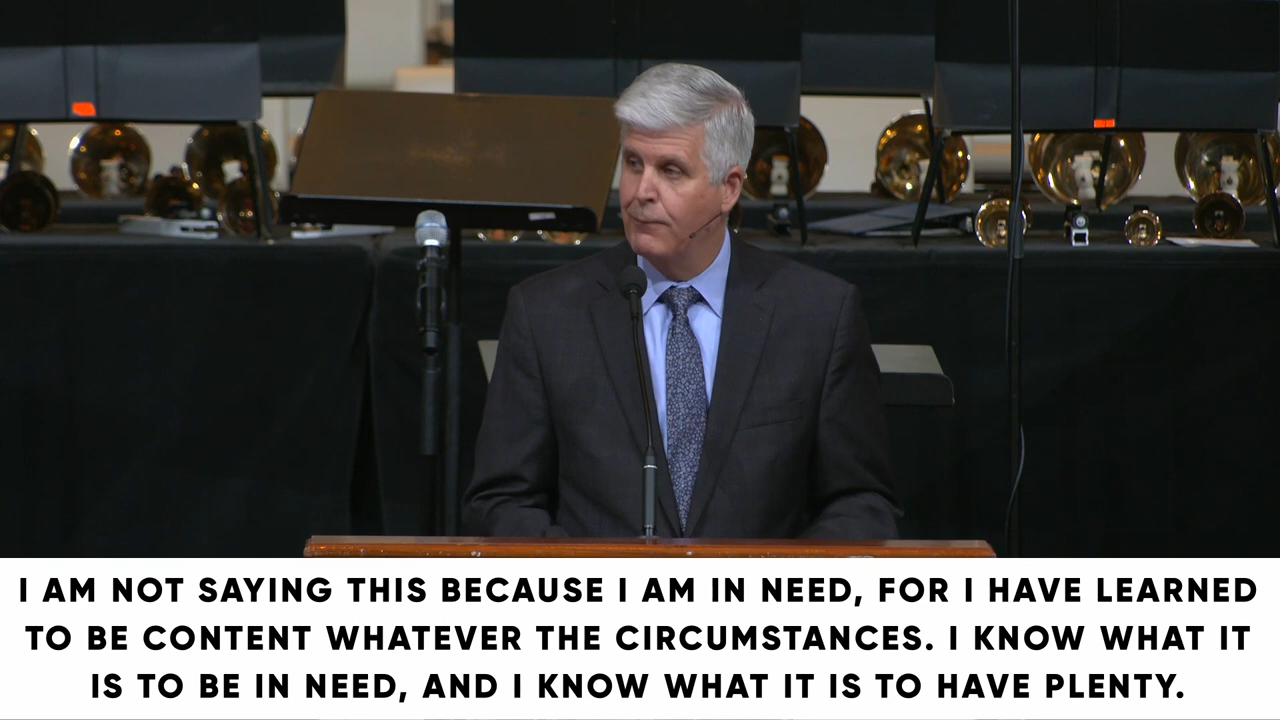 I AM NOT SAYING THIS BECAUSE I AM IN NEED, FOR I HAVE LEARNED
TO BE CONTENT WHATEVER THE CIRCUMSTANCES. I KNOW WHAT IT
IS TO BE IN NEED, AND I KNOW WHAT IT IS TO HAVE PLENTY.